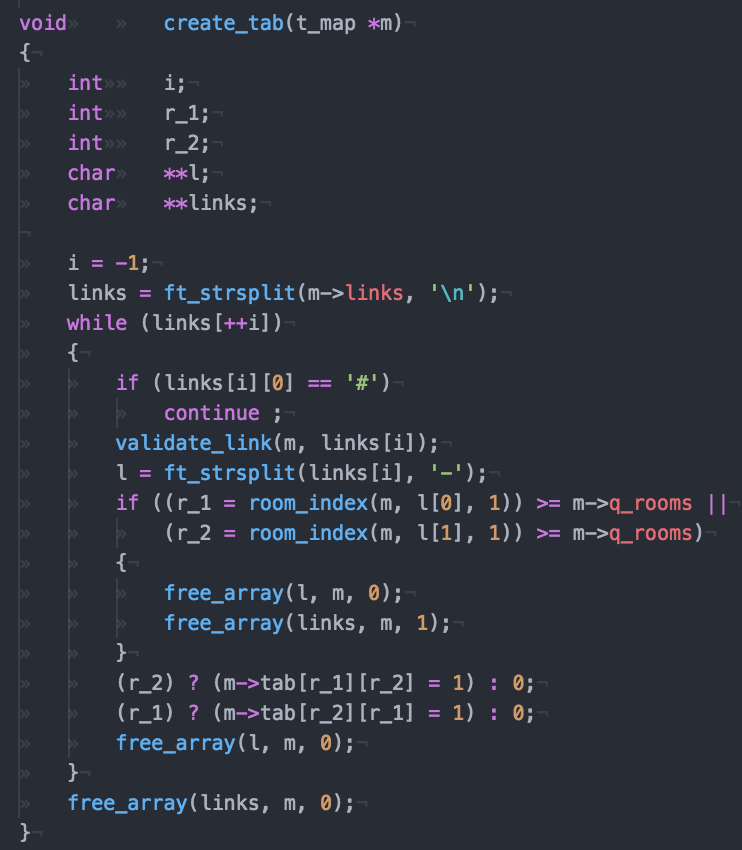 void		create_tab(t_map *m)
{
	int		i;
	int		r_1;
	int		r_2;
	char	**l;
	char	**links;

	i = -1;
	links = ft_strsplit(m->links, '\n');
	while (links[++i])
	{
		if (links[i][0] == '#')
			continue ;
		validate_link(m, links[i]);
		l = ft_strsplit(links[i], '-');
		if ((r_1 = room_index(m, l[0], 1)) >= m->q_rooms ||
			(r_2 = room_index(m, l[1], 1)) >= m->q_rooms)
		{
			free_array(l, m, 0);
			free_array(links, m, 1);
		}
		(r_2) ? (m->tab[r_1][r_2] = 1) : 0;
		(r_1) ? (m->tab[r_2][r_1] = 1) : 0;
		free_array(l, m, 0);
	}
	free_array(links, m, 0);
}